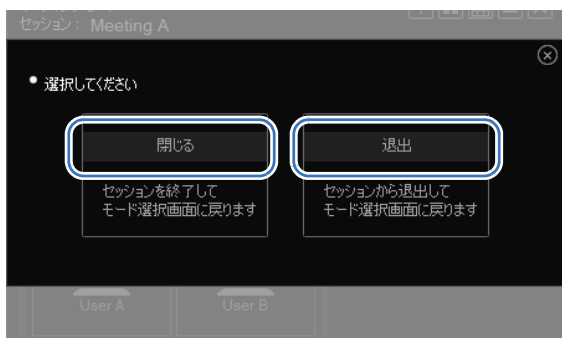 セッション： Meeting A
選択してください
閉じる
退出
セッションを終了して
モード選択画面に戻ります
セッションから退出して
モード選択画面に戻ります
User A
User B